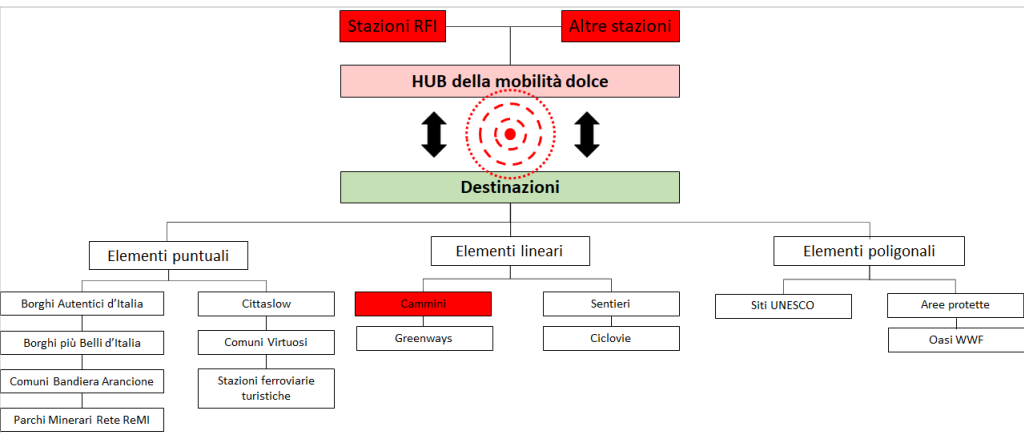 Stazioni RFI
Altre stazioni
HUB della mobilità dolce
Destinazioni
Elementi puntuali
Elementi lineari
Elementi poligonali
Borghi Autentici d’Italia
Cittaslow
Borghi più Belli d’Italia
Comuni Virtuosi
Comuni Bandiera Arancione
Stazioni ferroviarie
turistiche
Parchi Minerari Rete ReMI
Cammini
Sentieri
Greenways
Ciclovie
Siti UNESCO
Aree protette
Oasi WWF